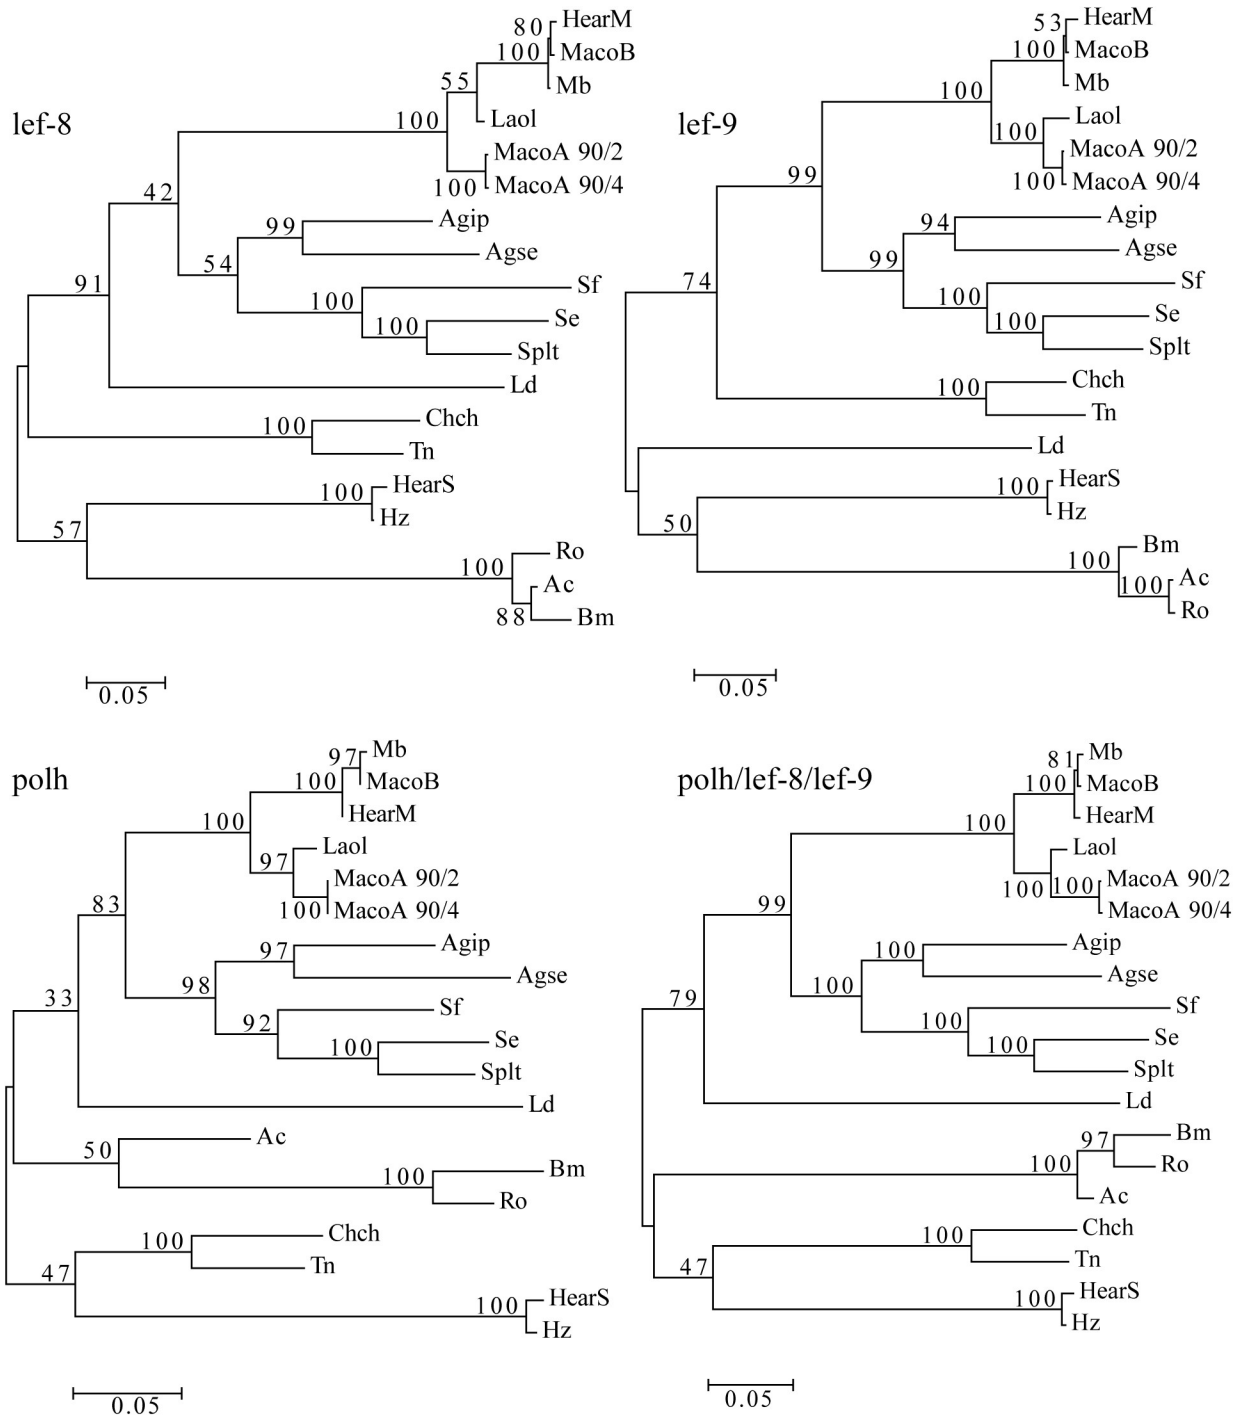 lef-8
80
HearM
100
MacoB
Mb
55
Laol
100
MacoA 90/2
100
MacoA 90/4
42
99
Agip
Agse
54
Sf
100
Se
100
Splt
91
Ld
Chch
100
Tn
HearS
100
Hz
57
Ro
100
Ac
88
Bm
0.05
lef-9
53
HearM
100
MacoB
Mb
100
Laol
100
MacoA 90/2
100
MacoA 90/4
99
Agip
94
Agse
99
Sf
100
Se
100
Splt
74
Chch
100
Tn
Ld
HearS
100
Hz
50
Bm
100
Ac
100
Ro
0.05
polh
Mb
97
MacoB
100
HearM
100
Laol
97
MacoA 90/2
100
MacoA 90/4
83
Agip
97
Agse
98
Sf
92
Se
100
Splt
33
Ld
Ac
50
Bm
100
Ro
Chch
100
Tn
47
HearS
100
Hz
0.05
polh/lef-8/lef-9
Mb
81
MacoB
100
HearM
100
Laol
100
100
MacoA 90/2
MacoA 90/4
99
Agip
100
Agse
100
Sf
100
Se
100
Splt
79
Ld
Bm
97
Ro
100
Ac
Chch
100
Tn
47
HearS
100
Hz
0.05